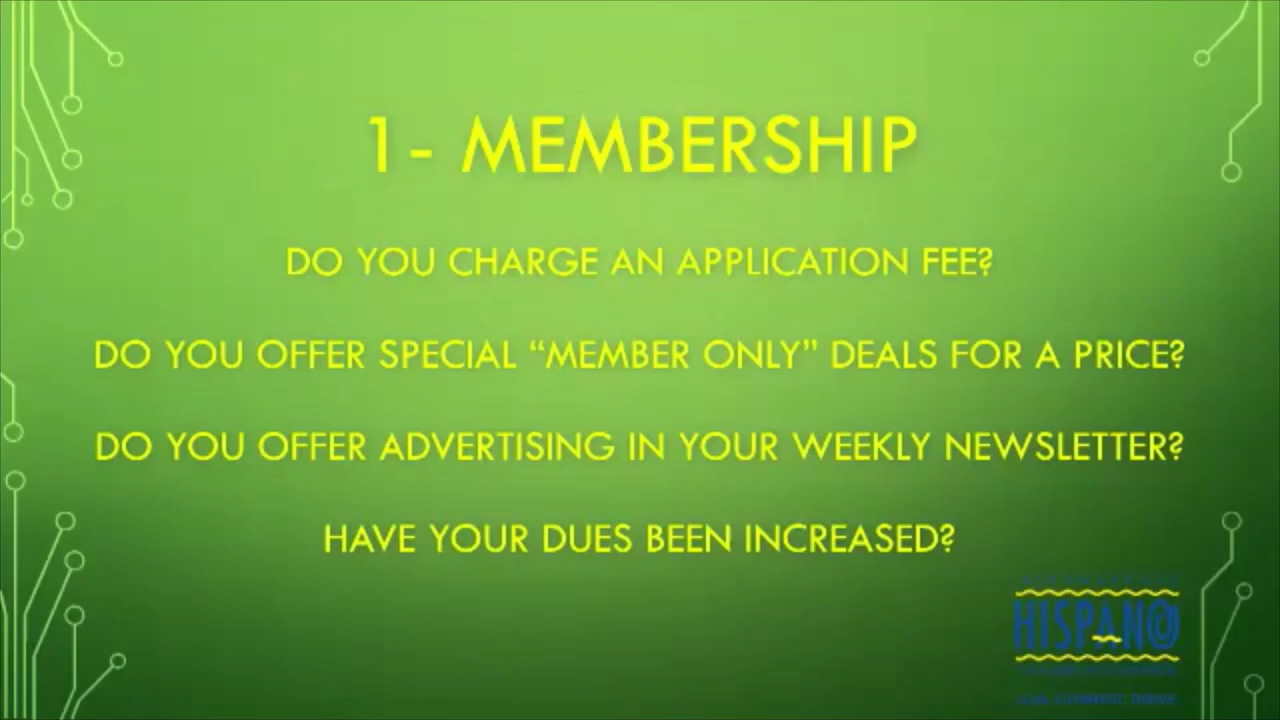 1- MEMBERSHIP
DO YOU CHARGE AN APPLICATION FEE?
DO YOU OFFER SPECIAL “MEMBER ONLY” DEALS FOR A PRICE?
DO YOU OFFER ADVERTISING IN YOUR WEEKLY NEWSLETTER?
HAVE YOUR DUES BEEN INCREASED?
HISPAN@